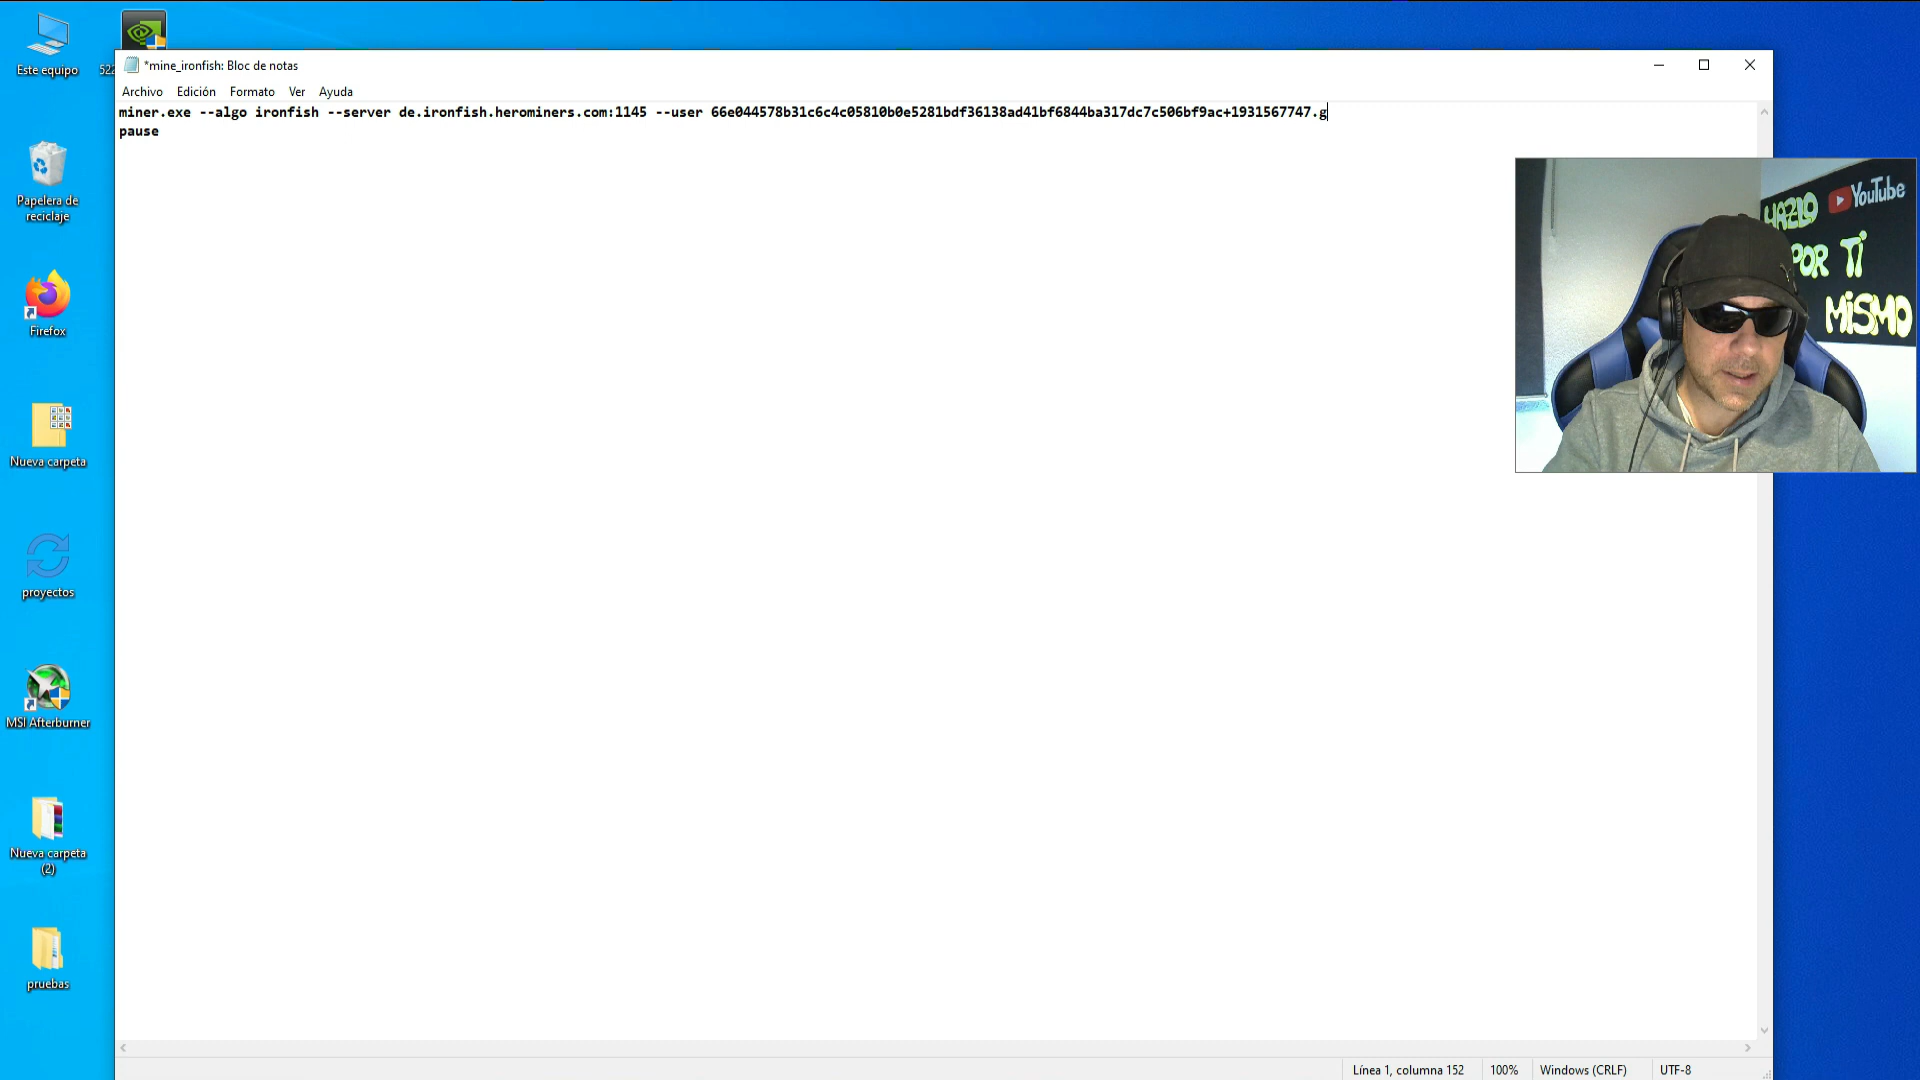 Este equipo
522
*mine_ironfish: Bloc de notas
Archivo Edición Formato Ver Ayuda
miner.exe --algo ironfish --server de.ironfish.herominers.com:1145 --user 66e044578b31c6c4c05810b0e5281bdf36138ad41bf6844ba317dc7c506bf9ac+1931567747.g
pause
YouTube
HAZLO
POR TI
MISMO
Papelera de
reciclaje
Firefox
Nueva carpeta
proyectos
MSI Afterburner
Nueva carpeta
(2)
pruebas
Línea 1, columna 152
100%
Windows (CRLF)
UTF-8